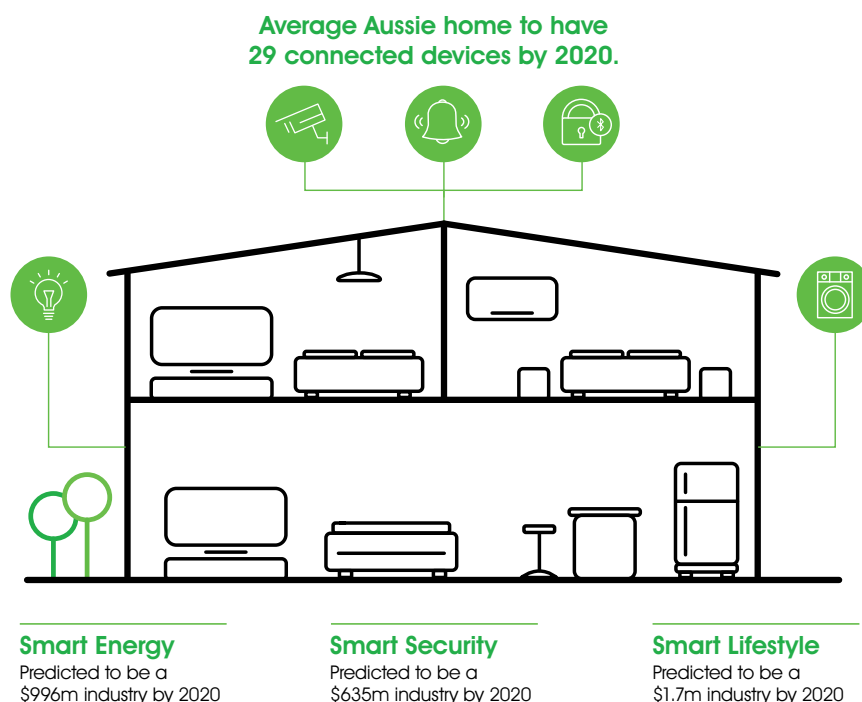 Average Aussie home to have
29 connected devices by 2020.
Smart Energy
Predicted to be a
$996m industry by 2020
Smart Security
Predicted to be a
$635m industry by 2020
Smart Lifestyle
Predicted to be a
$1.7m industry by 2020